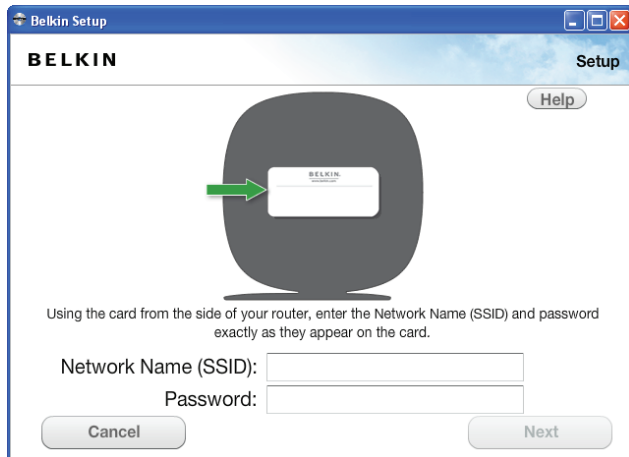 Belkin Setup
BELKIN
Setup
Help
BELKIN.
Using the card from the side of your router, enter the Network Name (SSID) and password
exactly as they appear on the card.
Network Name (SSID):
Password:
Cancel
Next